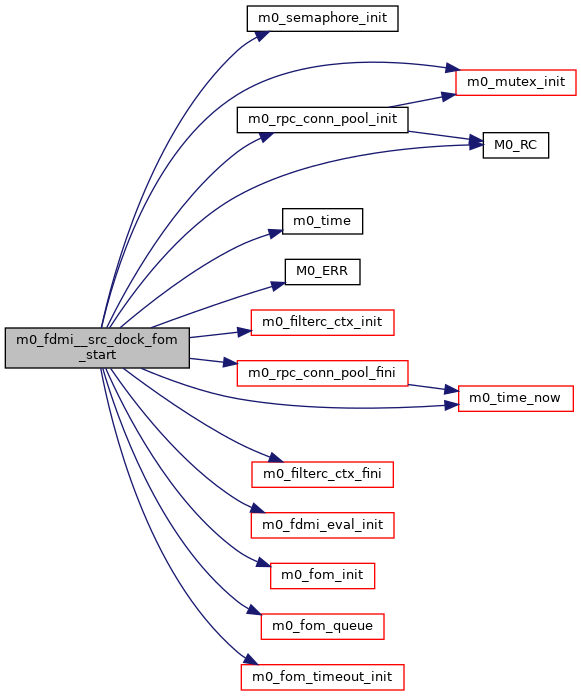 m0_semaphore_init
m0_mutex_init
m0_rpc_conn_pool_init
M0_RC
m0_time
M0_ERR
m0_filterc_ctx_init
m0_fdmi__src_dock_fom
_start
m0_rpc_conn_pool_fini
m0_time_now
m0_filterc_ctx_fini
m0_fdmi_eval_init
m0_fom_init
m0_fom_queue
m0_fom_timeout_init